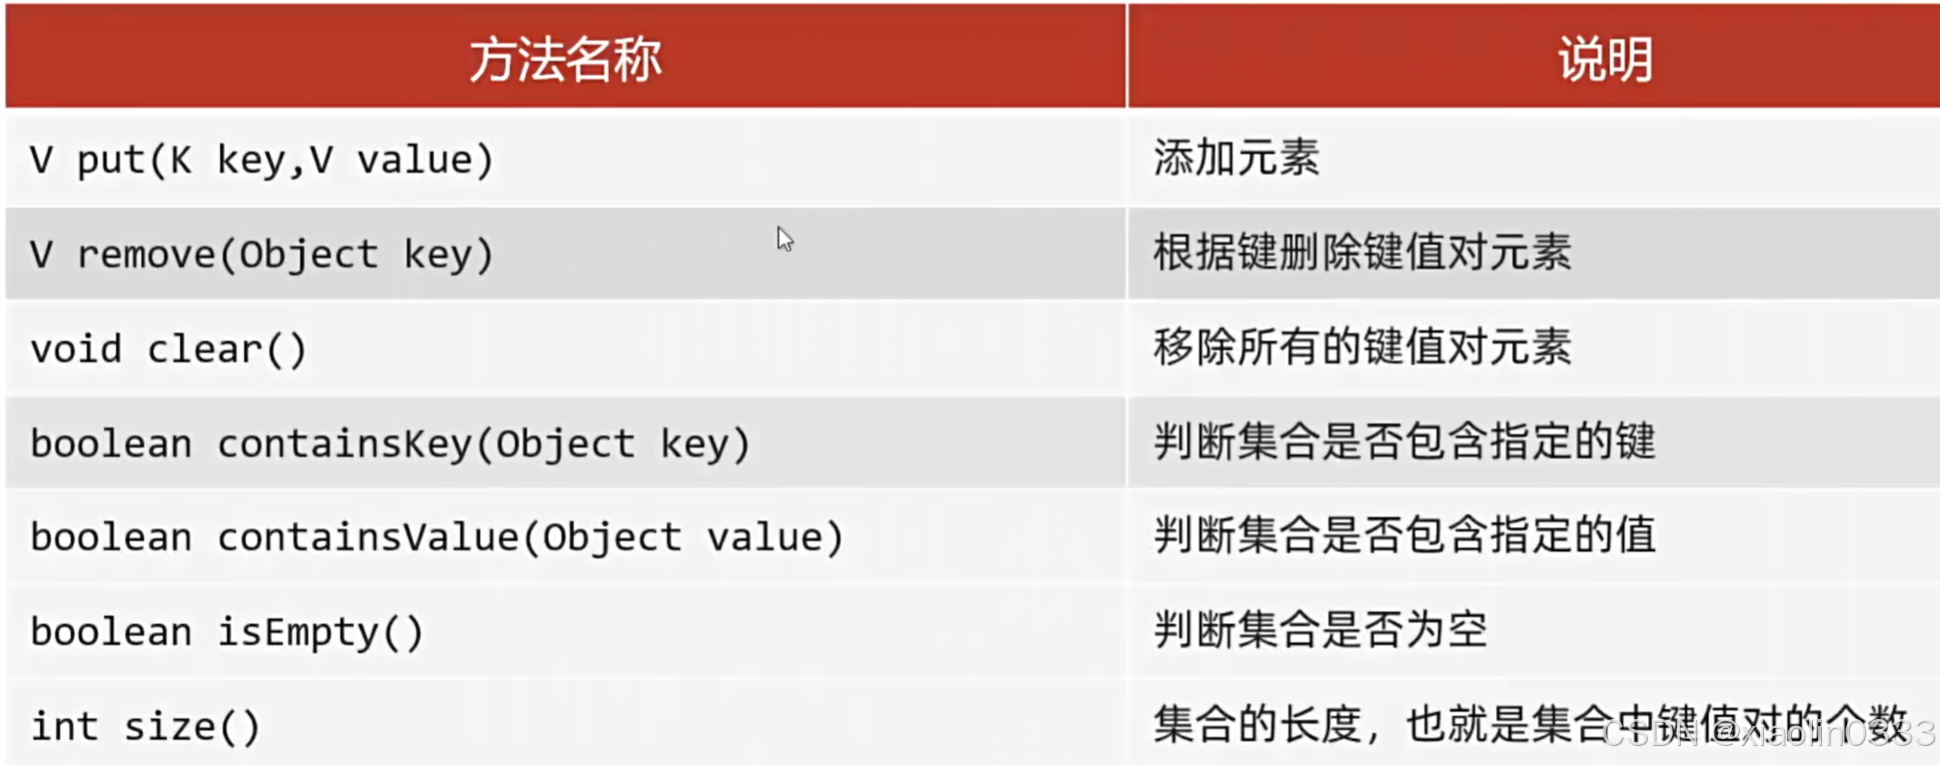 方法名称 说明
V put(K key,V value) 添加元素
V remove(Object key) 根据键删除键值对元素
void clear() 移除所有的键值对元素
boolean containsKey(Object key) 判断集合是否包含指定的键
boolean containsValue(Object value) 判断集合是否包含指定的值
boolean isEmpty() 判断集合是否为空
int size() 集合的长度，也就是集合中键值对的个数
CSDN @xiaolin0333